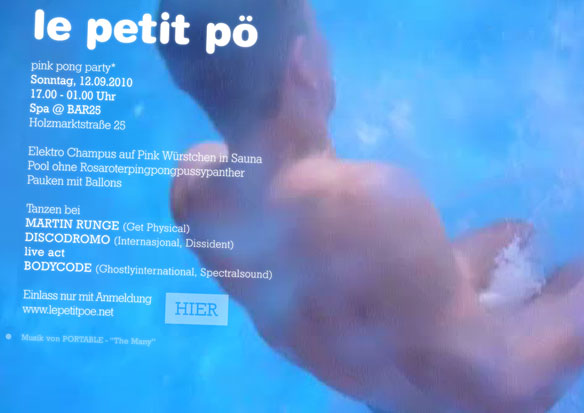 le petit pö
pink pong party*
Sonntag, 12.09.2010
17.00 - 01.00 Uhr
Spa @ BAR25
Holzmarktstraße 25
Elektro Champus auf Pink Würstchen in Sauna
Pool ohne Rosaroterpingpongpussypanther
Pauken mit Ballons
Tanzen bei
MARTIN RUNGE (Get Physical)
DISCODROMO (Internasjonal, Dissident)
live act
BODYCODE (Ghostlyinternational, Spectralsound)
Einlass nur mit Anmeldung
www.lepetitpoe.net
HIER
Musik von PORTABLE - "The Many"